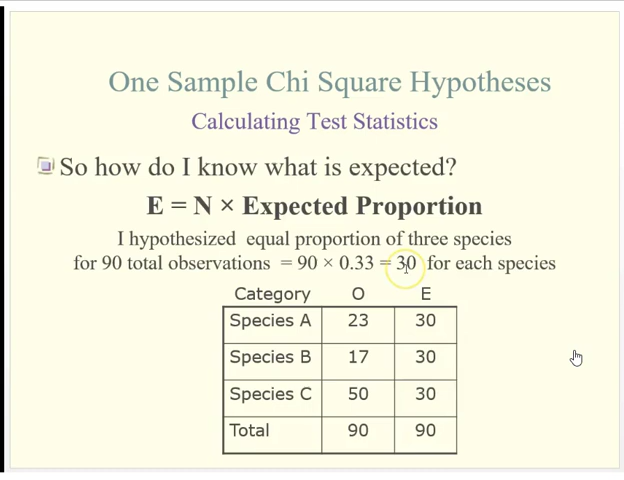 One Sample Chi Square Hypotheses
Calculating Test Statistics
So how do I know what is expected?
E = N × Expected Proportion
I hypothesized equal proportion of three species
for 90 total observations = 90 × 0.33 = 30 for each species
Category O E
Species A 23 30
Species B 17 30
Species C 50 30
Total 90 90